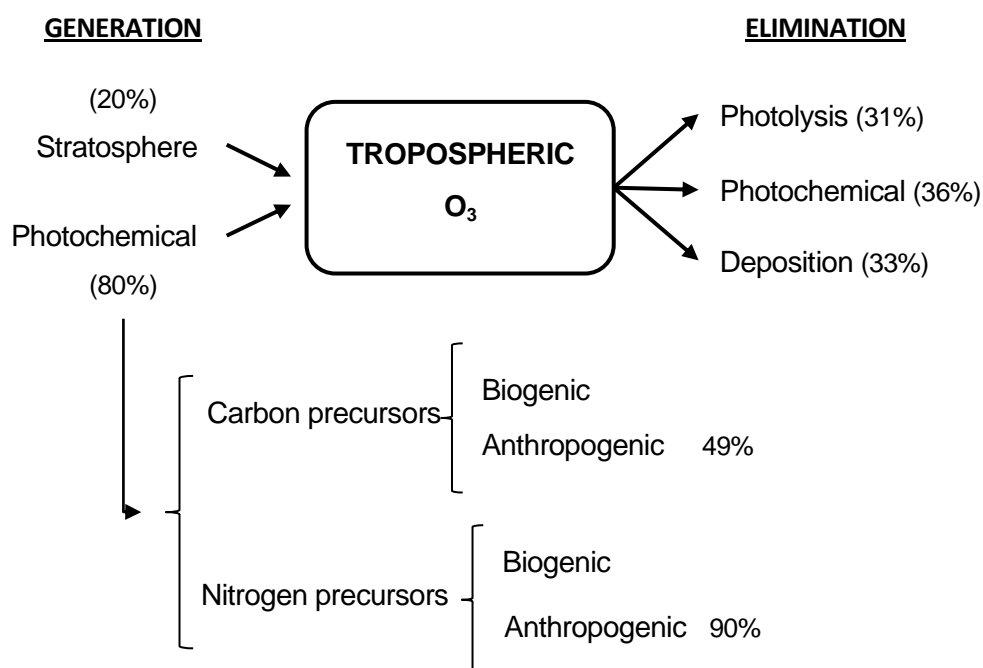 GENERATION
ELIMINATION
(20%)
Stratosphere
Photochemical
(80%)
TROPOSPHERIC
O₃
Photolysis (31%)
Photochemical (36%)
Deposition (33%)
Carbon precursors
Biogenic
Anthropogenic 49%
Nitrogen precursors
Biogenic
Anthropogenic 90%